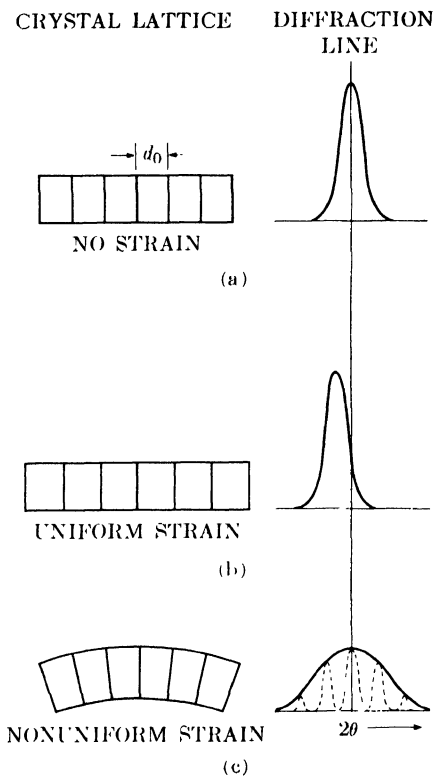 CRYSTAL LATTICE
DIFFRACTION
LINE
d₀
NO STRAIN
(a)
UNIFORM STRAIN
(b)
NONUNIFORM STRAIN
2θ
(c)